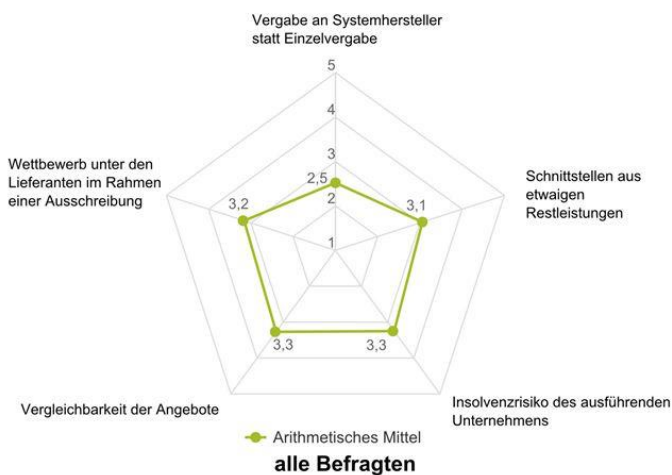 Vergabe an Systemhersteller
statt Einzelvergabe
5
4
3
2,5
2
1
Wettbewerb unter den
Lieferanten im Rahmen
einer Ausschreibung
3,2
3,1
Schnittstellen aus
etwaigen
Restleistungen
3,3
3,3
Vergleichbarkeit der Angebote
Insolvenzrisiko des ausführenden
Unternehmens
Arithmetisches Mittel
alle Befragten